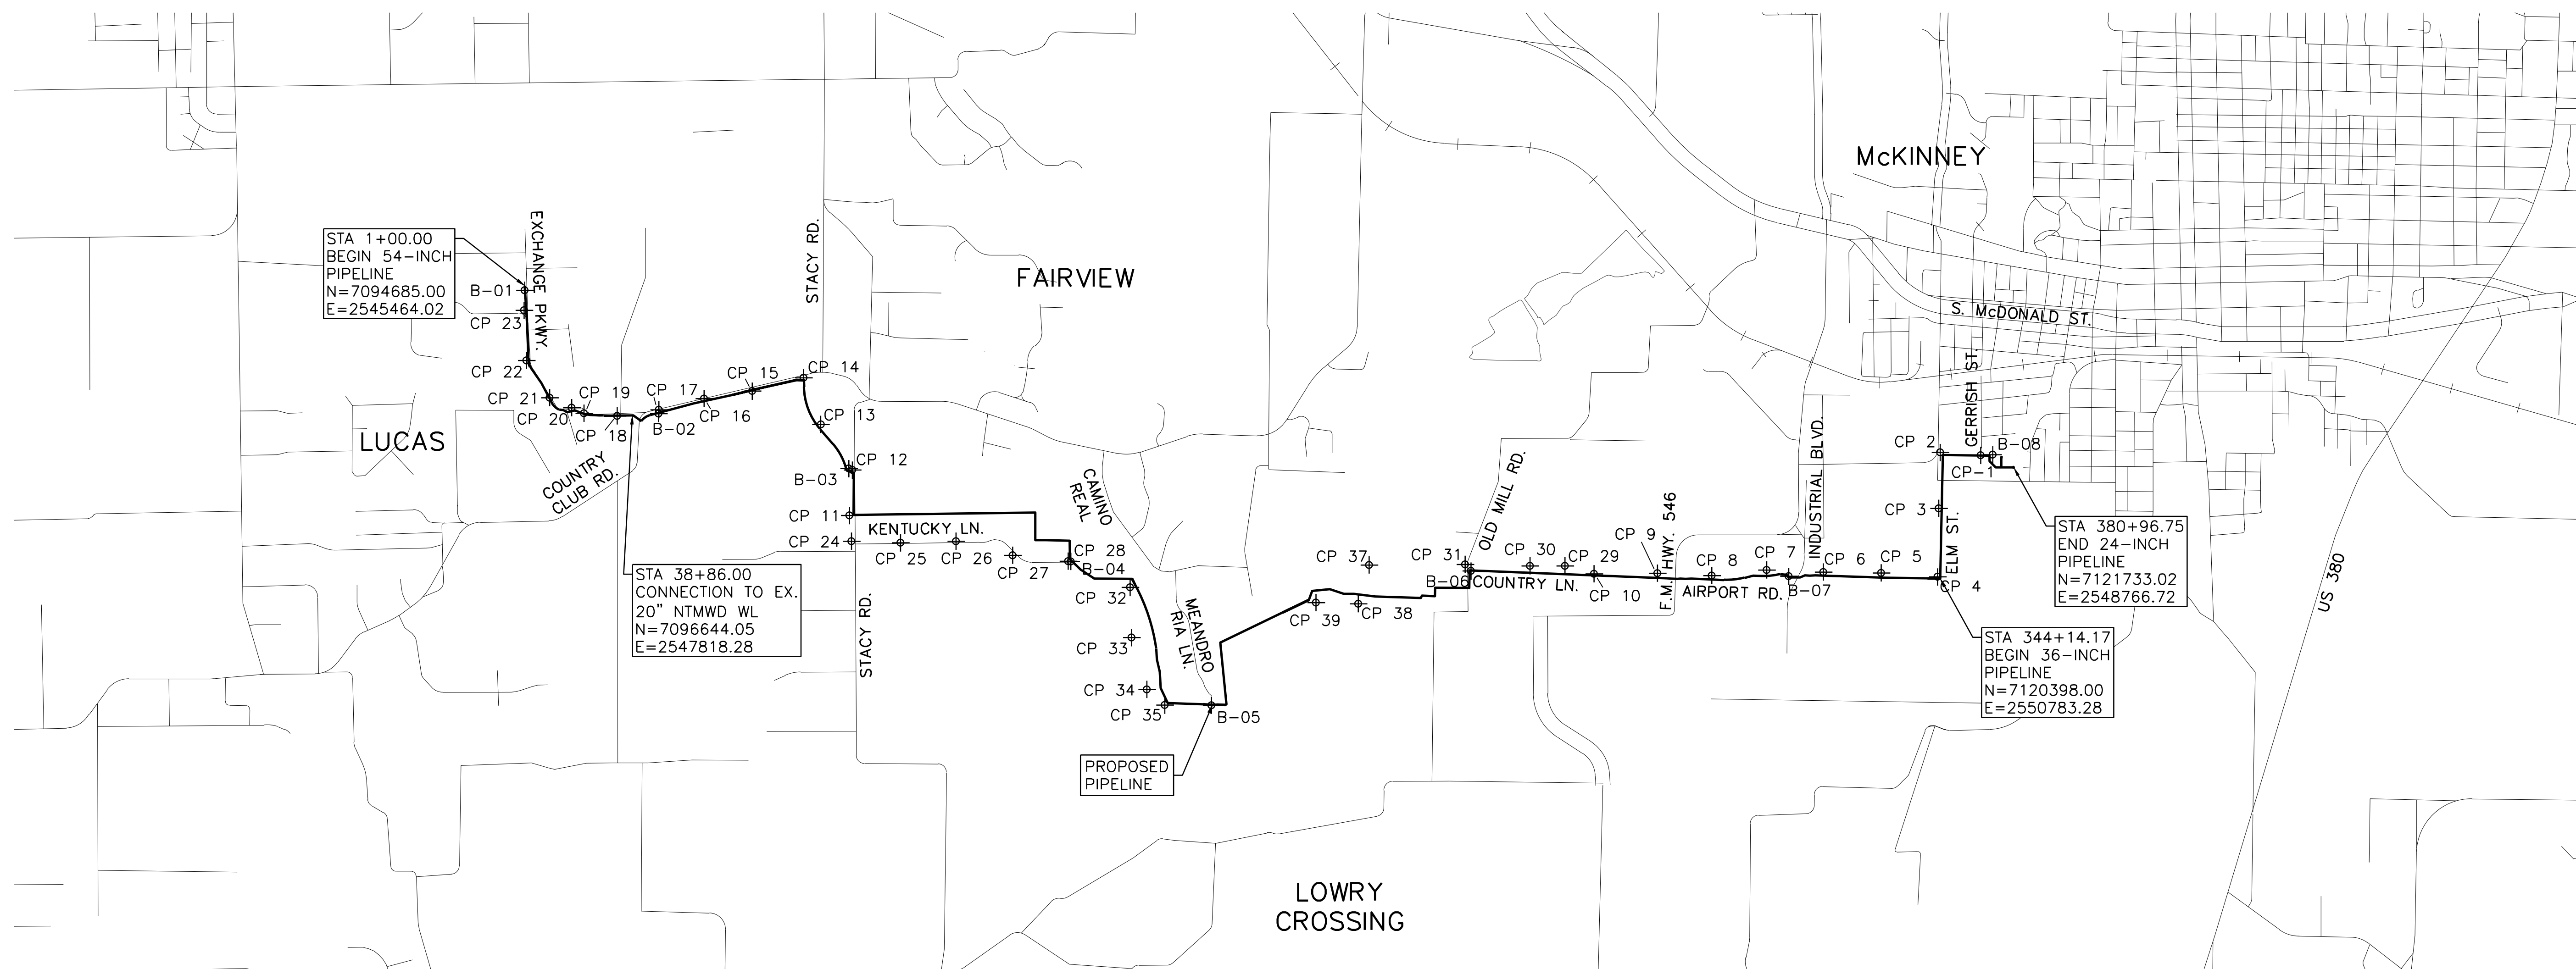 McKINNEY
EXCHANGE PKWY.
STACY RD.
STA 1+00.00
BEGIN 54-INCH
PIPELINE
N=7094685.00
E=2545464.02
FAIRVIEW
B-01
CP 23
S. McDONALD ST.
GERRISH ST.
CP 22
CP 14
CP 15
CP 21
CP 19
CP 17
CP 20
CP 16
CP 18
B-02
CP 13
LUCAS
COUNTRY
CLUB RD.
CP 12
B-03
CAMINO
REAL
OLD MILL RD.
INDUSTRIAL BLVD.
CP 2
B-08
CP-1
CP 11
KENTUCKY LN.
CP 24
CP 25
CP 26
CP 27
CP 28
B-04
CP 37
CP 31
CP 30
CP 29
CP 9
F.M. HWY. 546
CP 8
CP 7
CP 6
CP 5
CP 3
ELM ST.
STA 380+96.75
END 24-INCH
PIPELINE
N=7121733.02
E=2548766.72
US 380
STA 38+86.00
CONNECTION TO EX.
20" NTMWD WL
N=7096644.05
E=2547818.28
STACY RD.
CP 32
B-06
COUNTRY LN.
CP 10
AIRPORT RD.
B-07
CP 4
MEANDRO
RIA LN.
CP 39
CP 38
CP 33
STA 344+14.17
BEGIN 36-INCH
PIPELINE
N=7120398.00
E=2550783.28
CP 34
CP 35
B-05
PROPOSED
PIPELINE
LOWRY
CROSSING